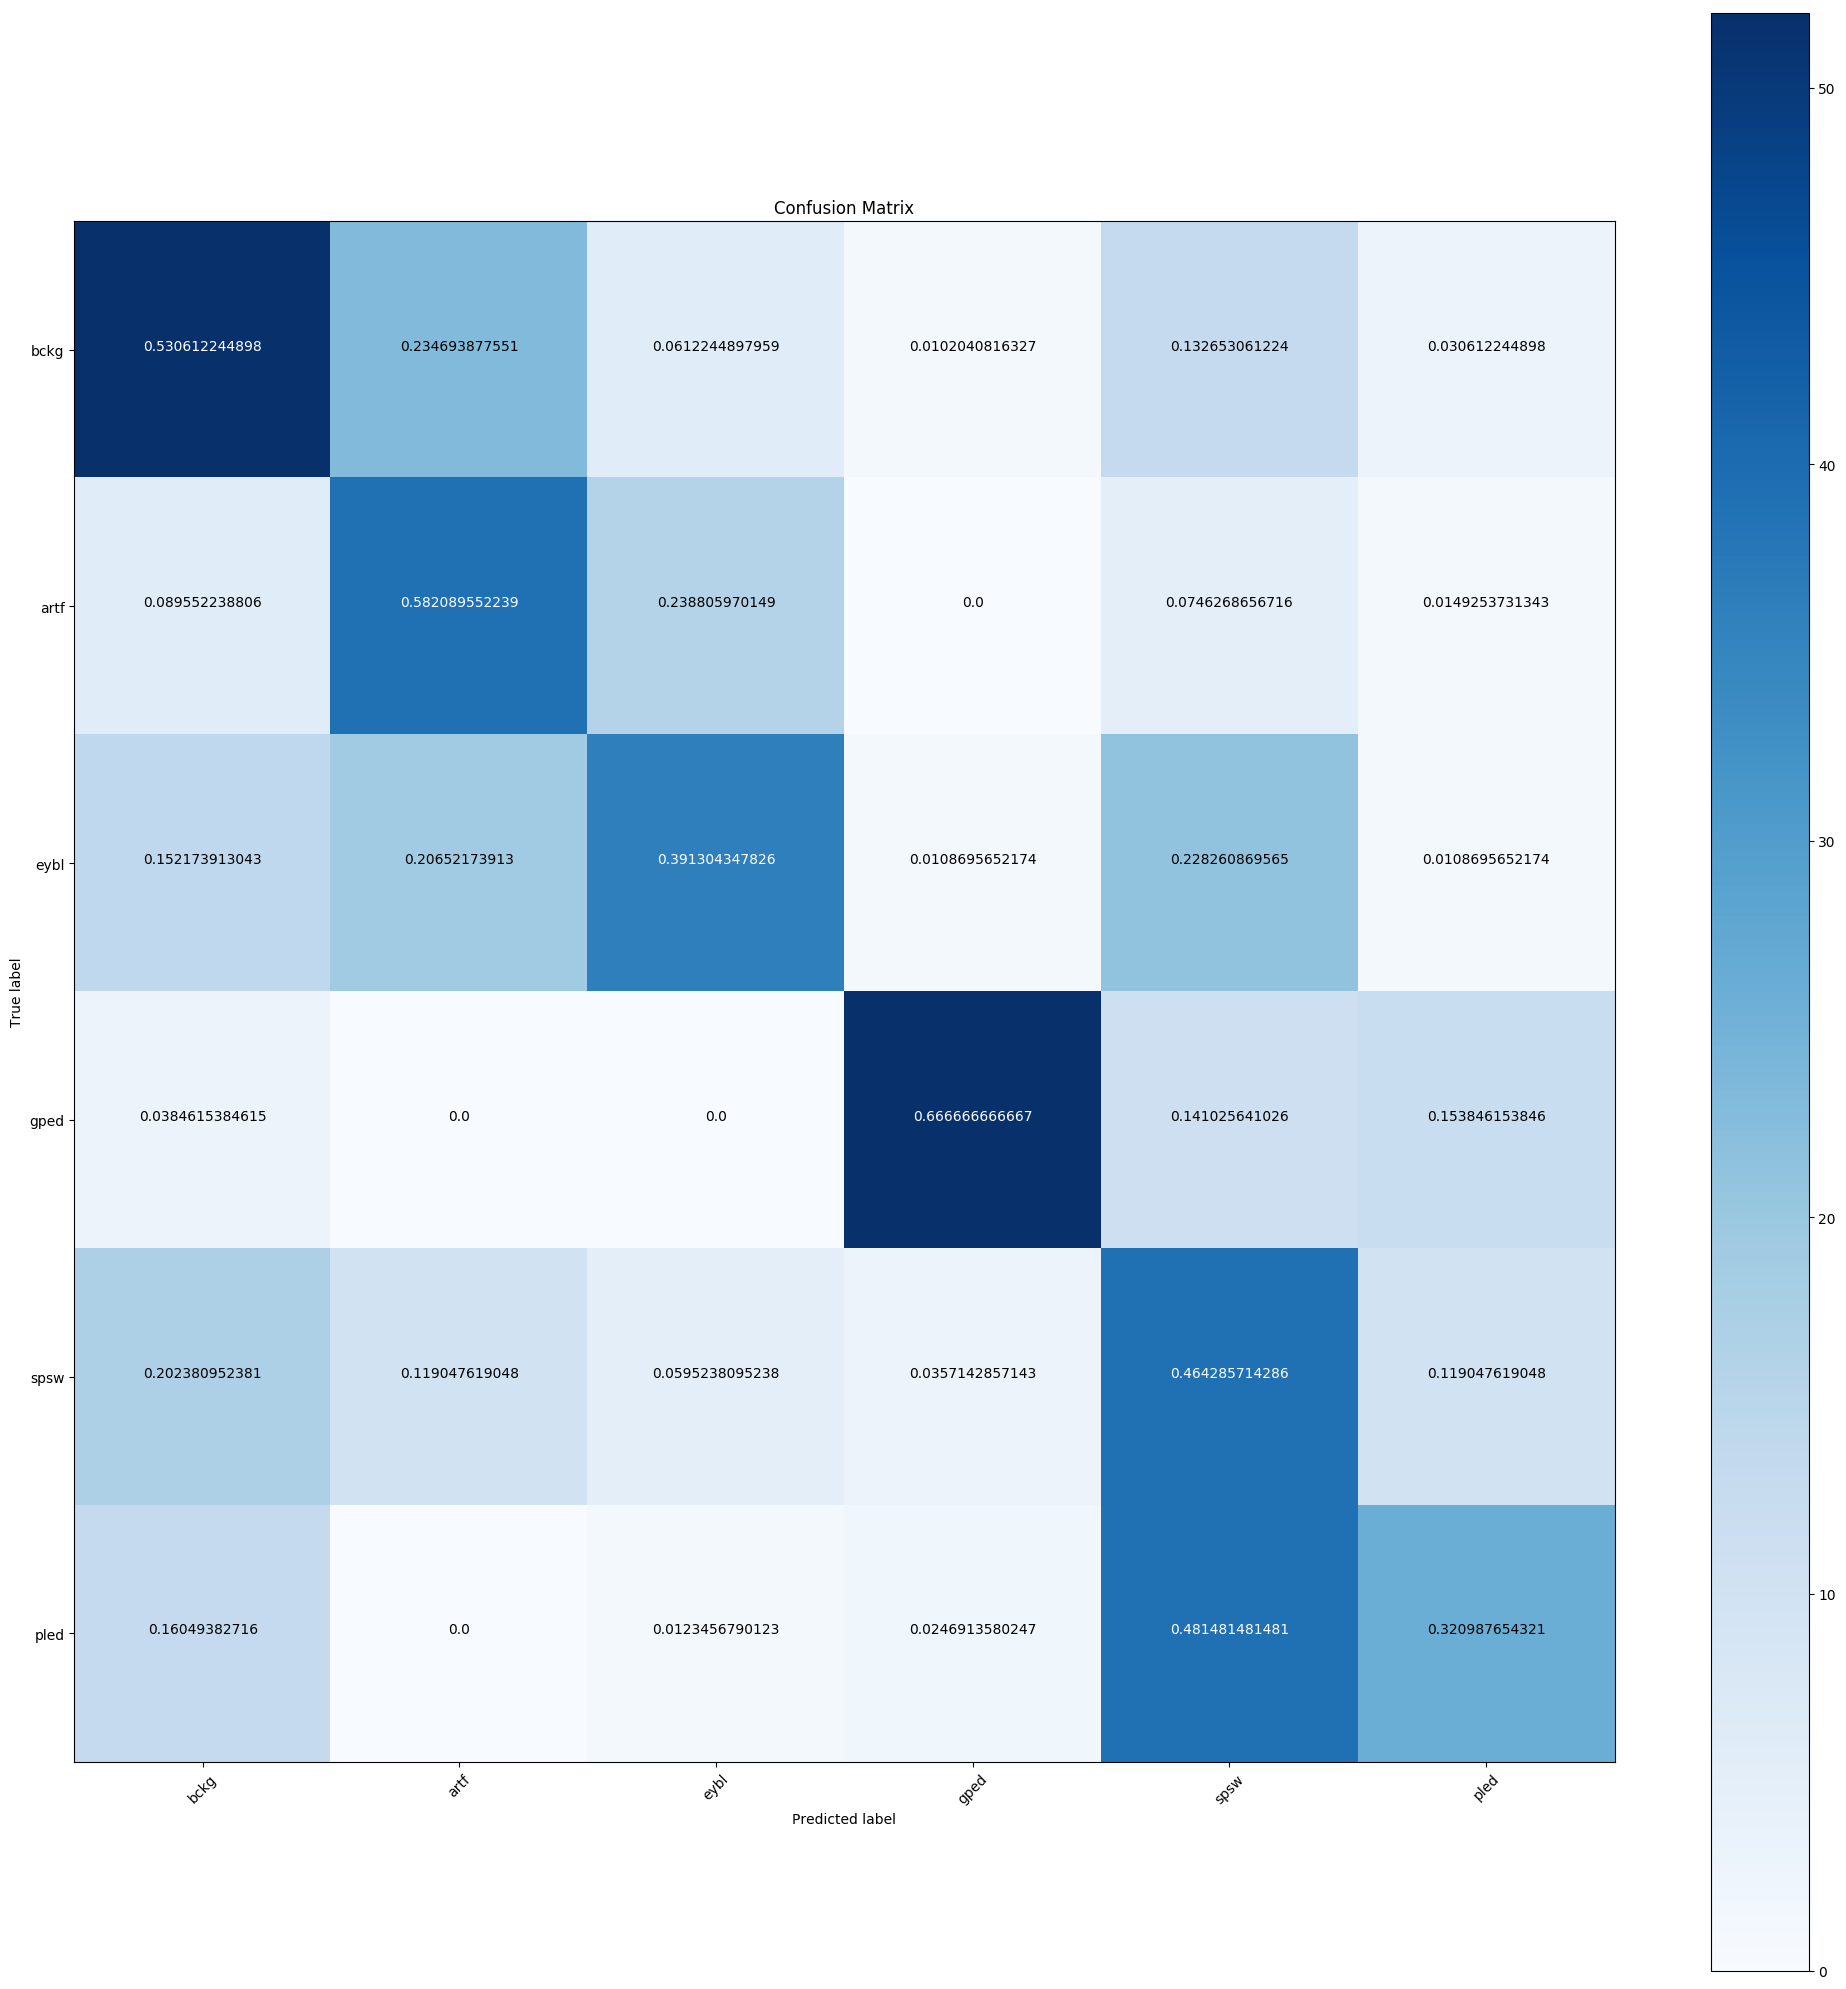 Confusion Matrix
bckg 0.530612244898 0.234693877551 0.0612244897959 0.0102040816327 0.132653061224 0.030612244898
artf 0.089552238806 0.582089552239 0.238805970149 0.0 0.0746268656716 0.0149253731343
eybl 0.152173913043 0.20652173913 0.391304347826 0.0108695652174 0.228260869565 0.0108695652174
gped 0.0384615384615 0.0 0.0 0.666666666667 0.141025641026 0.153846153846
spsw 0.202380952381 0.119047619048 0.0595238095238 0.0357142857143 0.464285714286 0.119047619048
pled 0.16049382716 0.0 0.0123456790123 0.0246913580247 0.481481481481 0.320987654321
True label
bckg artf eybl gped spsw pled
Predicted label
50
40
30
20
10
0